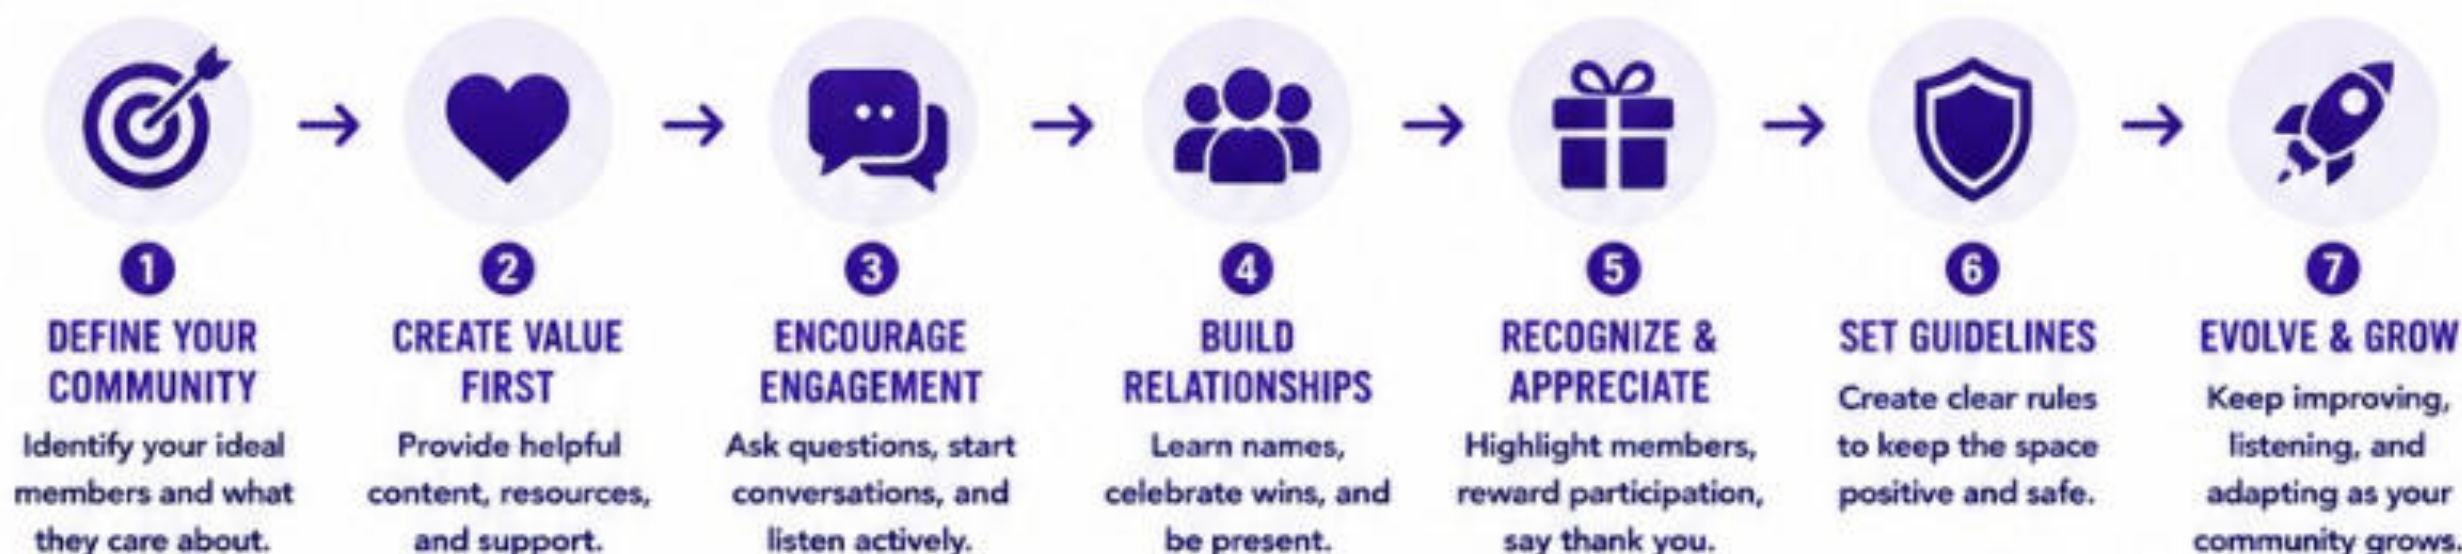 1
DEFINE YOUR
COMMUNITY
Identify your ideal
members and what
they care about.
2
CREATE VALUE
FIRST
Provide helpful
content, resources,
and support.
3
ENCOURAGE
ENGAGEMENT
Ask questions, start
conversations, and
listen actively.
4
BUILD
RELATIONSHIPS
Learn names,
celebrate wins, and
be present.
5
RECOGNIZE &
APPRECIATE
Highlight members,
reward participation,
say thank you.
6
SET GUIDELINES
Create clear rules
to keep the space
positive and safe.
7
EVOLVE & GROW
Keep improving,
listening, and
adapting as your
community grows.